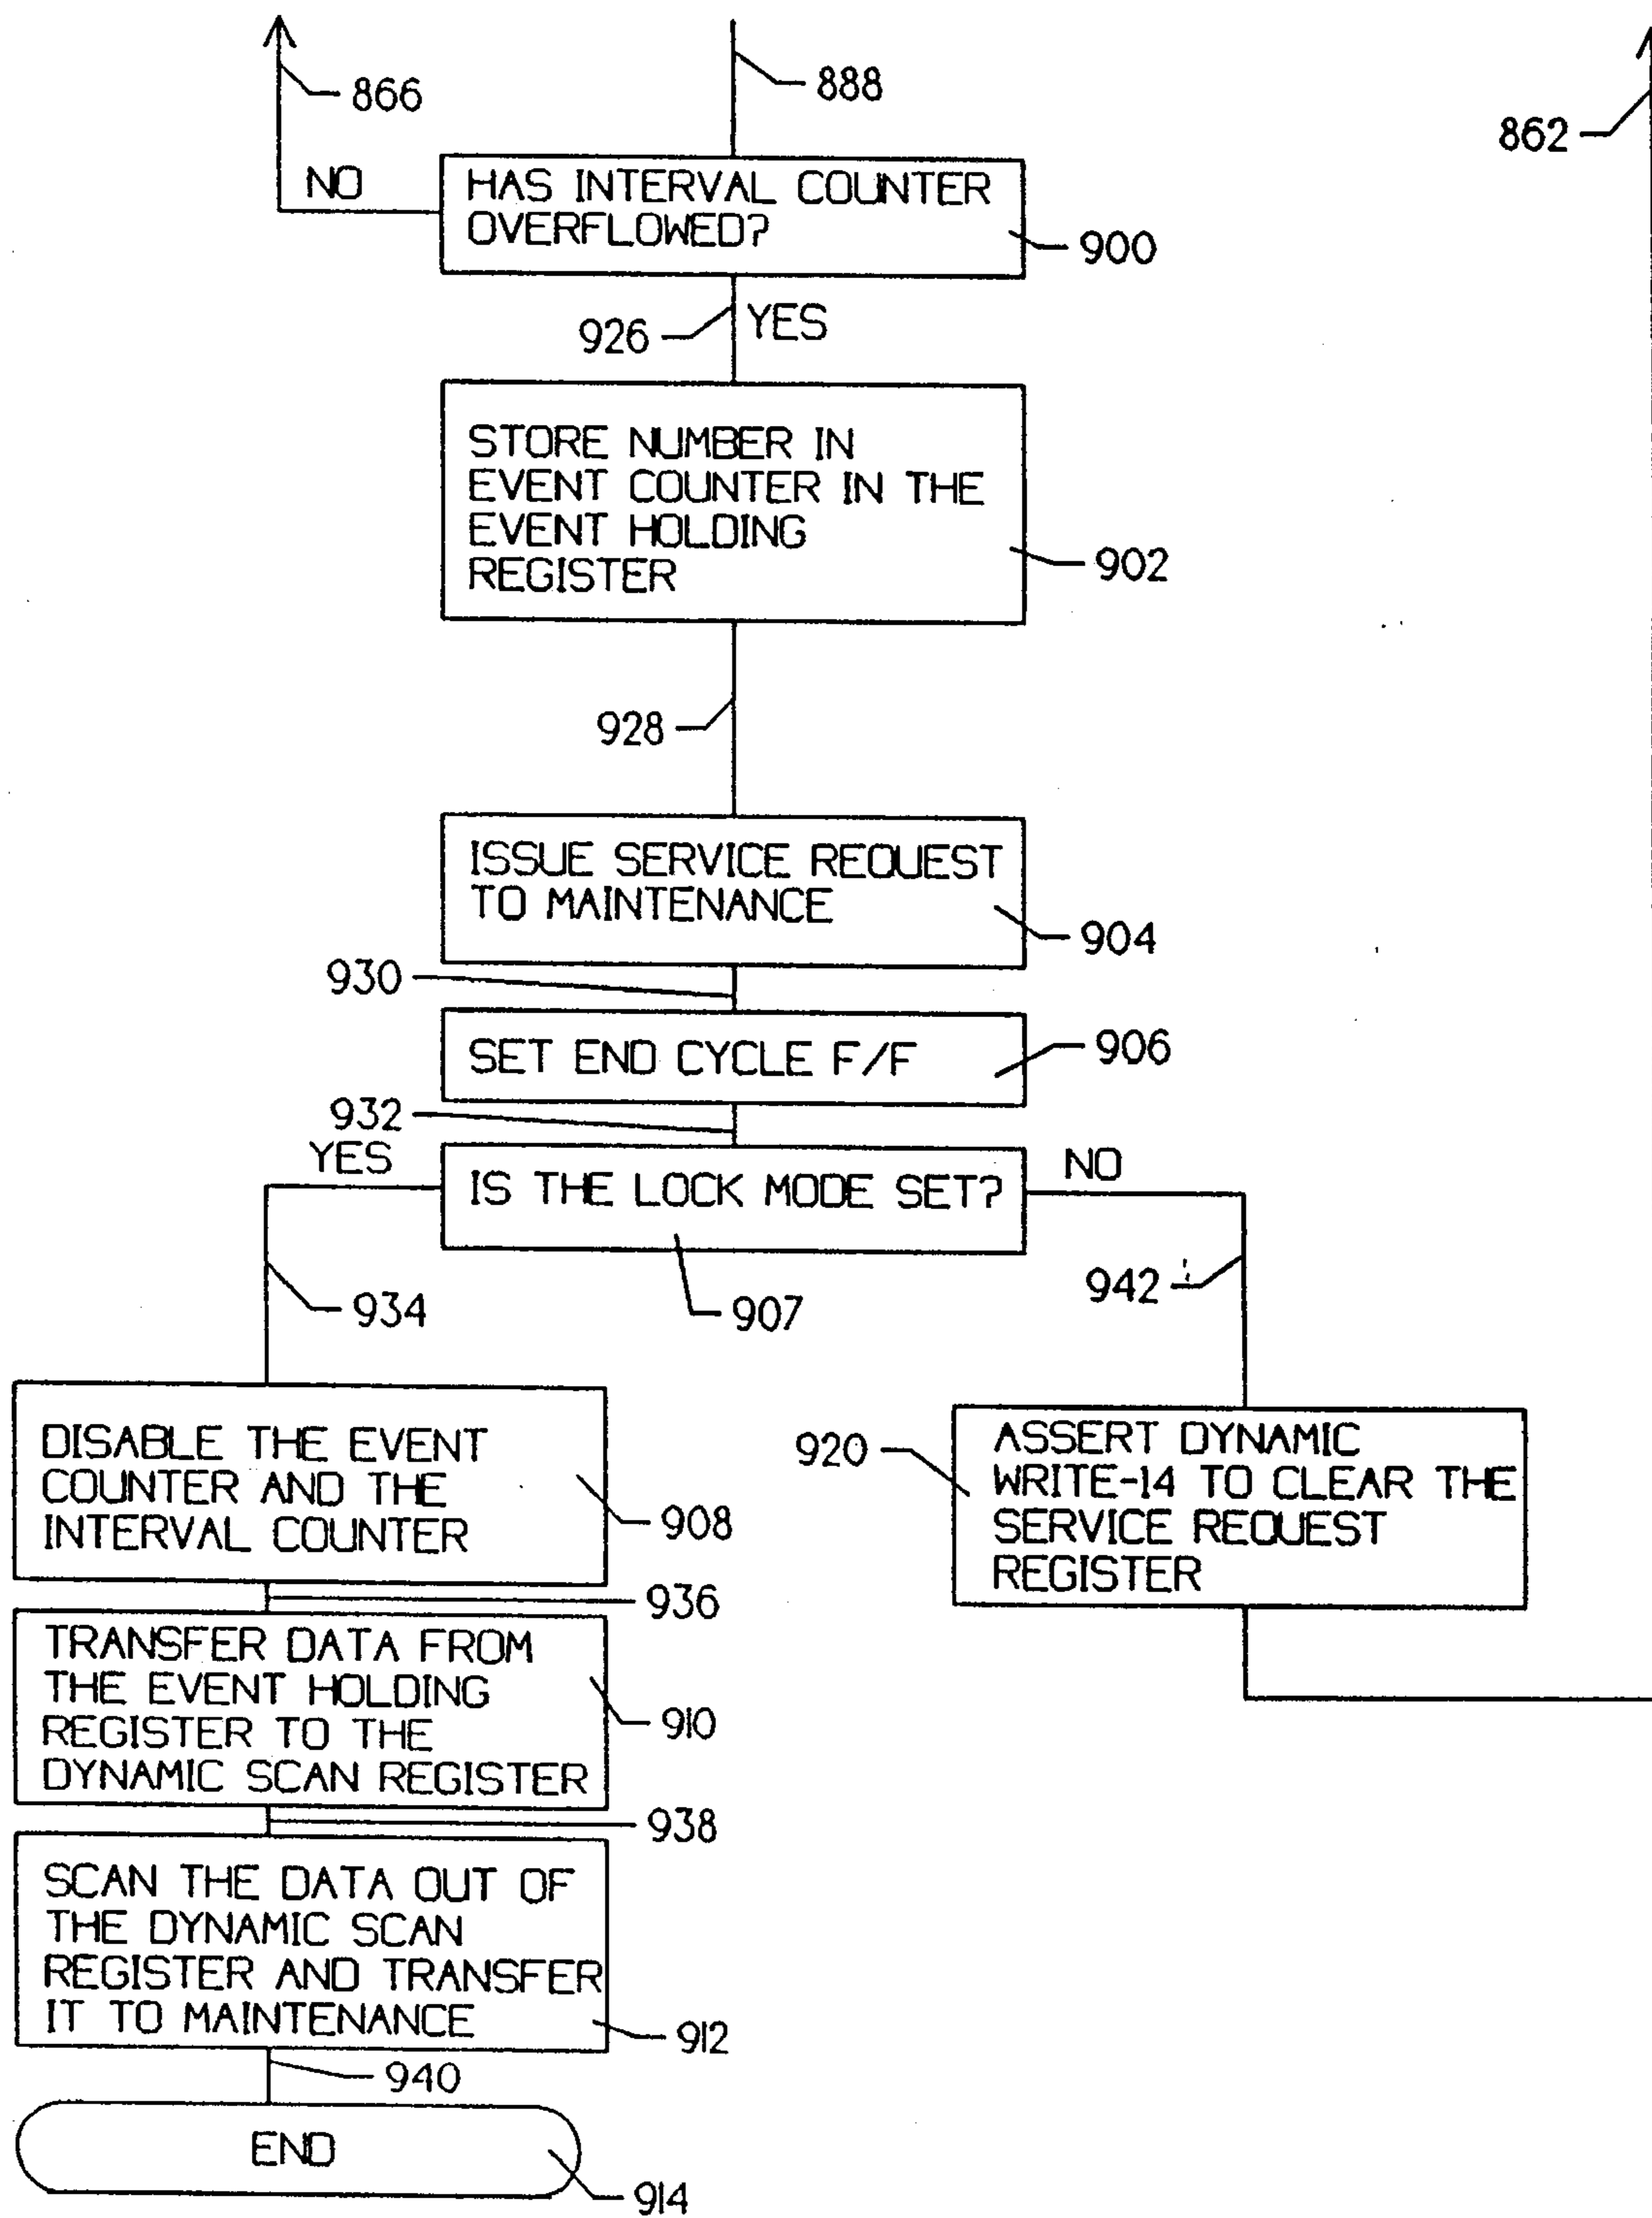 866
888
862
NO
HAS INTERVAL COUNTER
OVERFLOWED?
900
926
YES
STORE NUMBER IN
EVENT COUNTER IN THE
EVENT HOLDING
REGISTER
902
928
ISSUE SERVICE REQUEST
TO MAINTENANCE
904
930
SET END CYCLE F/F
906
932
YES
IS THE LOCK MODE SET?
NO
934
907
942
DISABLE THE EVENT
COUNTER AND THE
INTERVAL COUNTER
908
920
ASSERT DYNAMIC
WRITE-14 TO CLEAR THE
SERVICE REQUEST
REGISTER
936
TRANSFER DATA FROM
THE EVENT HOLDING
REGISTER TO THE
DYNAMIC SCAN REGISTER
910
938
SCAN THE DATA OUT OF
THE DYNAMIC SCAN
REGISTER AND TRANSFER
IT TO MAINTENANCE
912
940
END
914